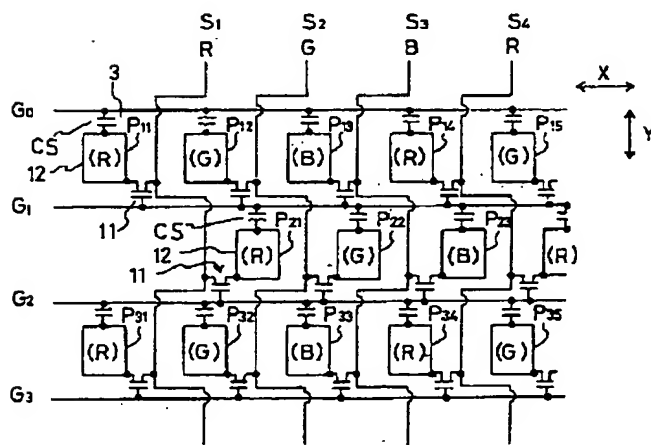 S1 S2 S3 S4
R G B R
X
3
G0
Y
CS
P11 P12 P13 P14 P15
12
(R) (G) (B) (R) (G)
11
G1
CS
P21 P22 P23
12
(R) (G) (B) (R)
11
G2
P31 P32 P33 P34 P35
(R) (G) (B) (R) (G)
G3